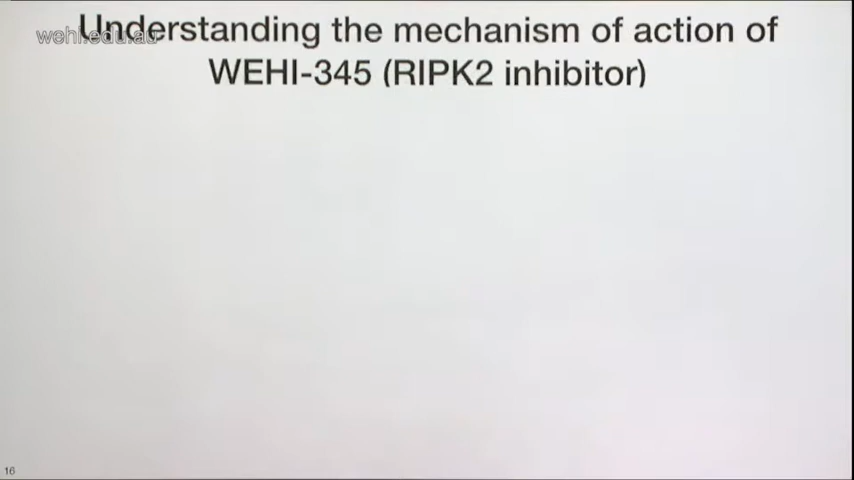 Understanding the mechanism of action of
WEHI-345 (RIPK2 inhibitor)
wehi.edu.au
16